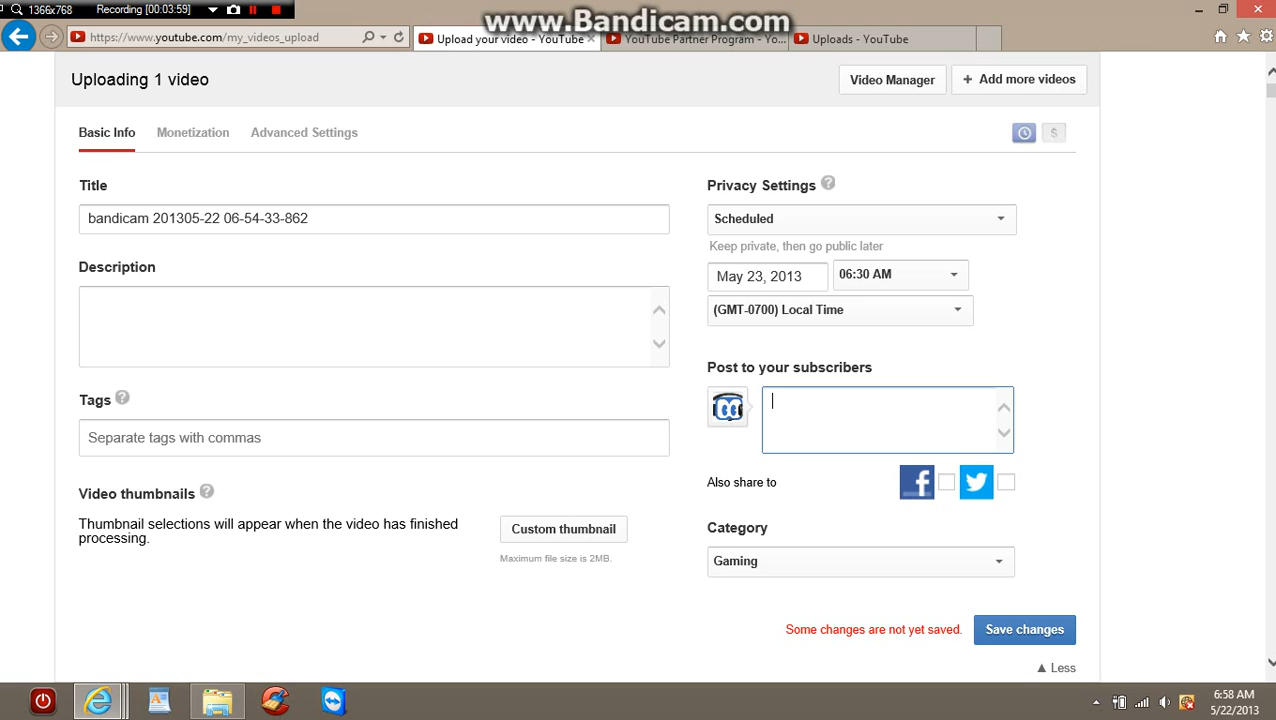 1366x768 Recording [00:03:59]
www.Bandicam.com
https://www.youtube.com/my_videos_upload
Upload your video - YouTube
YouTube Partner Program - Yo...
Uploads - YouTube
Uploading 1 video
Video Manager
+ Add more videos
Basic Info Monetization Advanced Settings
$
Title
bandicam 201305-22 06-54-33-862
Description
Tags ?
Separate tags with commas
Video thumbnails ?
Thumbnail selections will appear when the video has finished
processing.
Custom thumbnail
Maximum file size is 2MB.
Privacy Settings ?
Scheduled
Keep private, then go public later
May 23, 2013 06:30 AM
(GMT-0700) Local Time
Post to your subscribers
Also share to
Category
Gaming
Some changes are not yet saved. Save changes
▲ Less
6:58 AM
5/22/2013